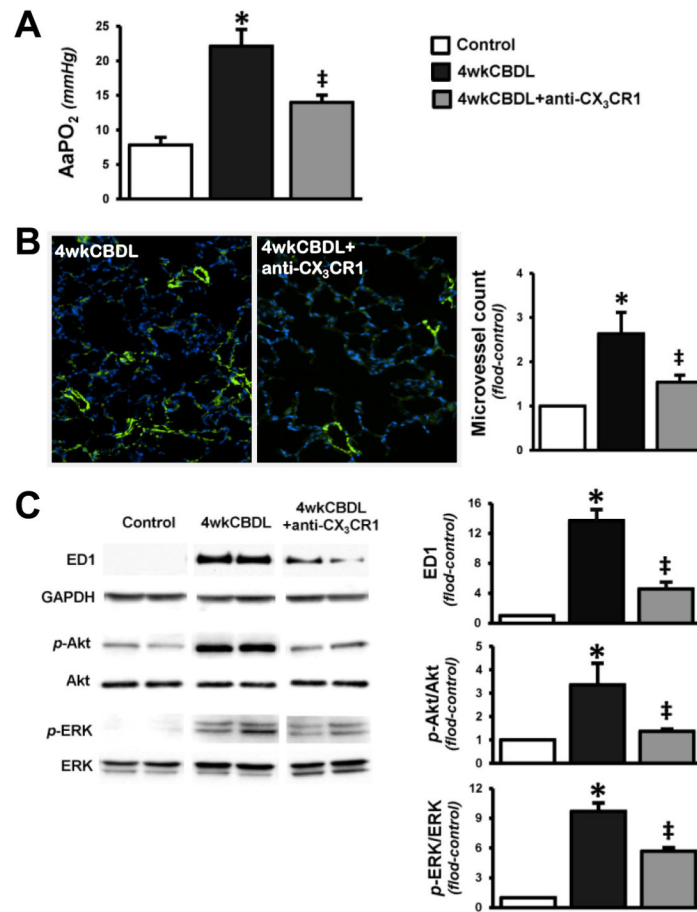 A
AaPO2 (mmHg)
25
20
15
10
5
0
*
‡
Control
4wkCBDL
4wkCBDL+anti-CX3CR1
B
4wkCBDL
4wkCBDL+
anti-CX3CR1
Microvessel count
(flod-control)
4
3
2
1
0
*
‡
C
Control
4wkCBDL
4wkCBDL
+anti-CX3CR1
ED1
GAPDH
p-Akt
Akt
p-ERK
ERK
ED1
(flod-control)
16
12
8
4
0
*
‡
p-Akt/Akt
(flod-control)
5
4
3
2
1
0
*
‡
p-ERK/ERK
(flod-control)
12
9
6
3
0
*
‡